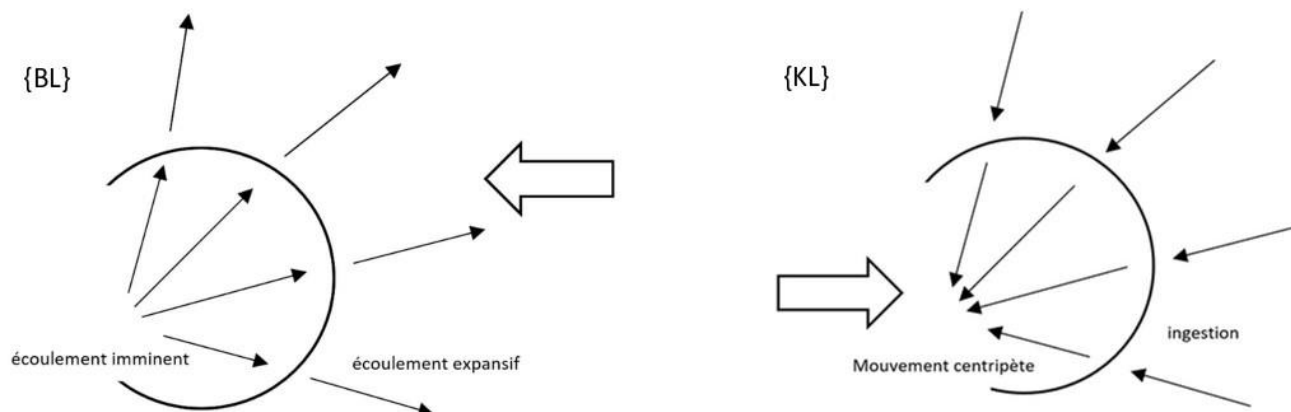 {BL}
écoulement imminent
écoulement expansif
{KL}
ingestion
Mouvement centripète